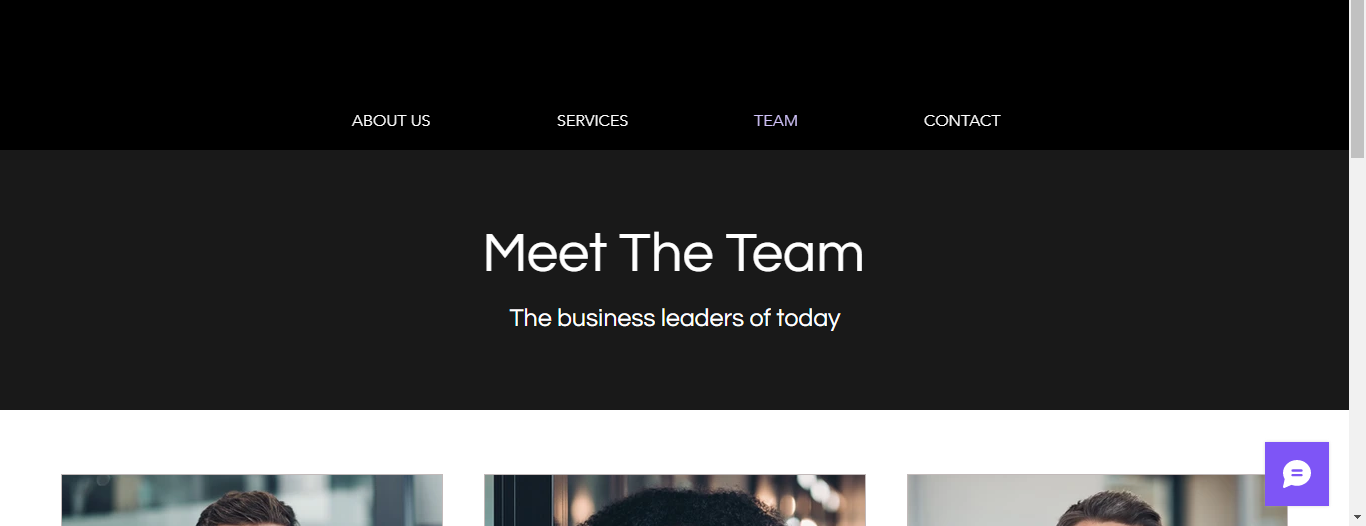 ABOUT US
SERVICES
TEAM
CONTACT
Meet The Team
The business leaders of today